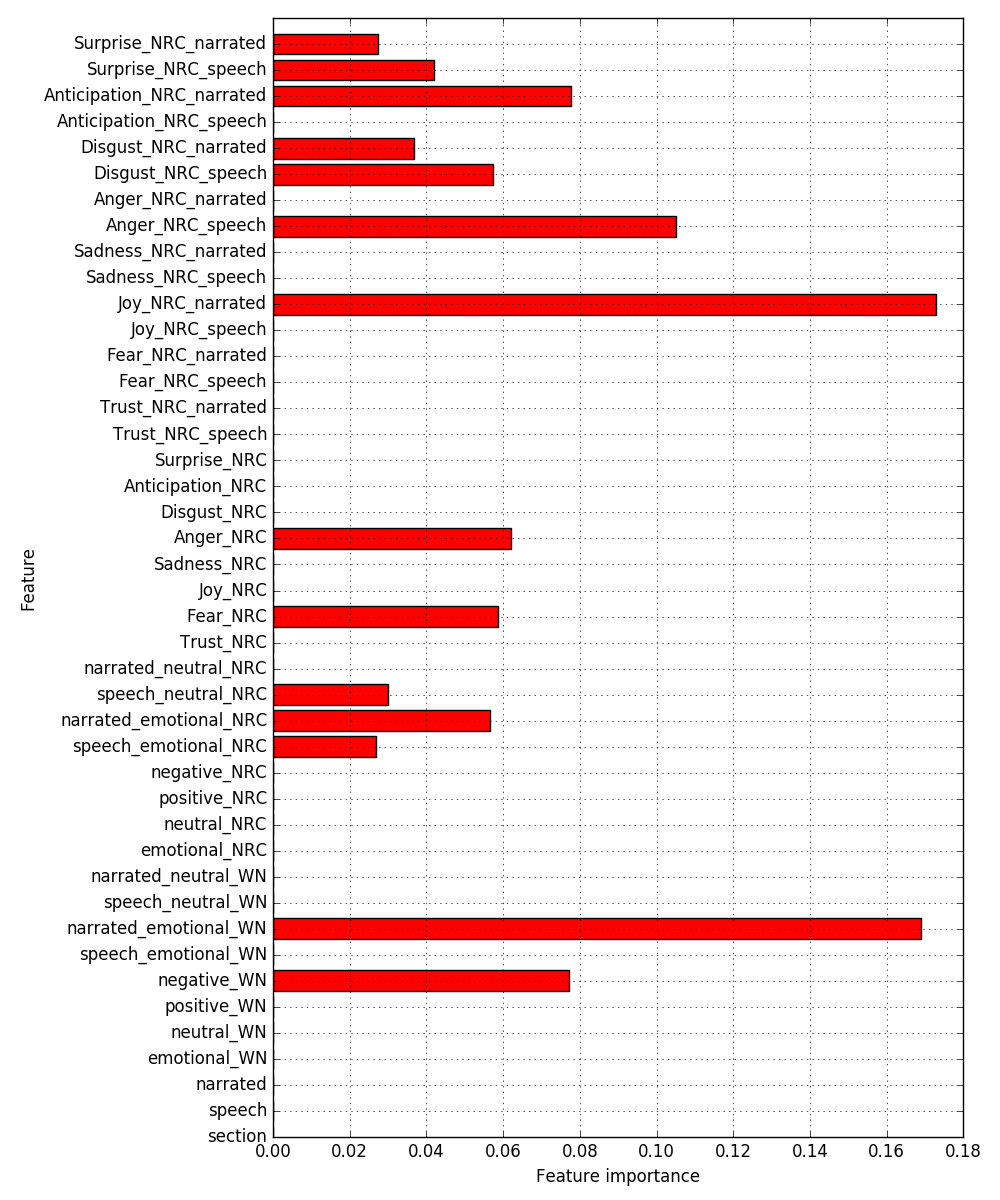 Surprise_NRC_narrated
Surprise_NRC_speech
Anticipation_NRC_narrated
Anticipation_NRC_speech
Disgust_NRC_narrated
Disgust_NRC_speech
Anger_NRC_narrated
Anger_NRC_speech
Sadness_NRC_narrated
Sadness_NRC_speech
Joy_NRC_narrated
Joy_NRC_speech
Fear_NRC_narrated
Fear_NRC_speech
Trust_NRC_narrated
Trust_NRC_speech
Surprise_NRC
Anticipation_NRC
Disgust_NRC
Anger_NRC
Sadness_NRC
Joy_NRC
Fear_NRC
Trust_NRC
narrated_neutral_NRC
speech_neutral_NRC
narrated_emotional_NRC
speech_emotional_NRC
negative_NRC
positive_NRC
neutral_NRC
emotional_NRC
narrated_neutral_WN
speech_neutral_WN
narrated_emotional_WN
speech_emotional_WN
negative_WN
positive_WN
neutral_WN
emotional_WN
narrated
speech
section
Feature
0.00 0.02 0.04 0.06 0.08 0.10 0.12 0.14 0.16 0.18
Feature importance